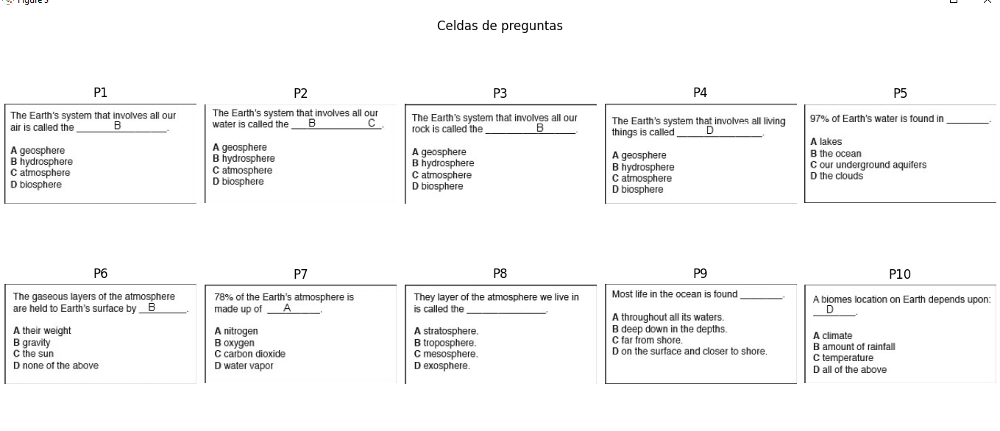 Figure 3
Celdas de preguntas
P1
The Earth's system that involves all our
air is called the ______B______.
A geosphere
B hydrosphere
C atmosphere
D biosphere
P2
The Earth's system that involves all our
water is called the __B______C_.
A geosphere
B hydrosphere
C atmosphere
D biosphere
P3
The Earth's system that involves all our
rock is called the ______B____.
A geosphere
B hydrosphere
C atmosphere
D biosphere
P4
The Earth's system that involves all living
things is called ____D______.
A geosphere
B hydrosphere
C atmosphere
D biosphere
P5
97% of Earth's water is found in ________.
A lakes
B the ocean
C our underground aquifers
D the clouds
P6
The gaseous layers of the atmosphere
are held to Earth's surface by _B_____.
A their weight
B gravity
C the sun
D none of the above
P7
78% of the Earth's atmosphere is
made up of ___A_____.
A nitrogen
B oxygen
C carbon dioxide
D water vapor
P8
They layer of the atmosphere we live in
is called the _______________.
A stratosphere.
B troposphere.
C mesosphere.
D exosphere.
P9
Most life in the ocean is found ________.
A throughout all its waters.
B deep down in the depths.
C far from shore.
D on the surface and closer to shore.
P10
A biomes location on Earth depends upon:
__D____.
A climate
B amount of rainfall
C temperature
D all of the above